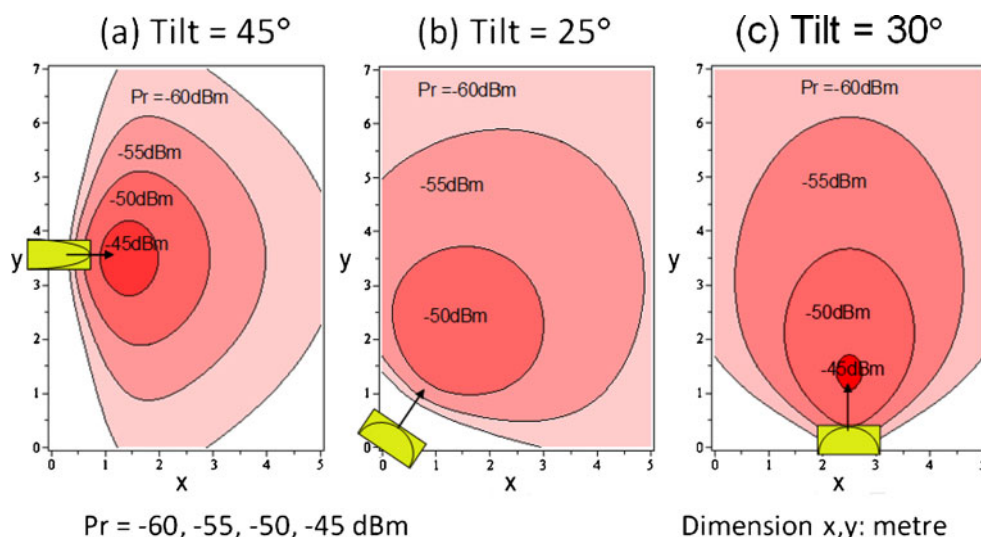 (a) Tilt = 45° (b) Tilt = 25° (c) Tilt = 30°
7 6 5 4 3 2 1 0
y
Pr =-60dBm
-55dBm
-50dBm
-45dBm
0 1 2 3 4 5
x
7 6 5 4 3 2 1 0
y
Pr=-60dBm
-55dBm
-50dBm
0 1 2 3 4 5
x
7 6 5 4 3 2 1 0
y
Pr=-60dBm
-55dBm
-50dBm
-45dBm
0 1 2 3 4 5
x
Pr = -60, -55, -50, -45 dBm Dimension x,y: metre